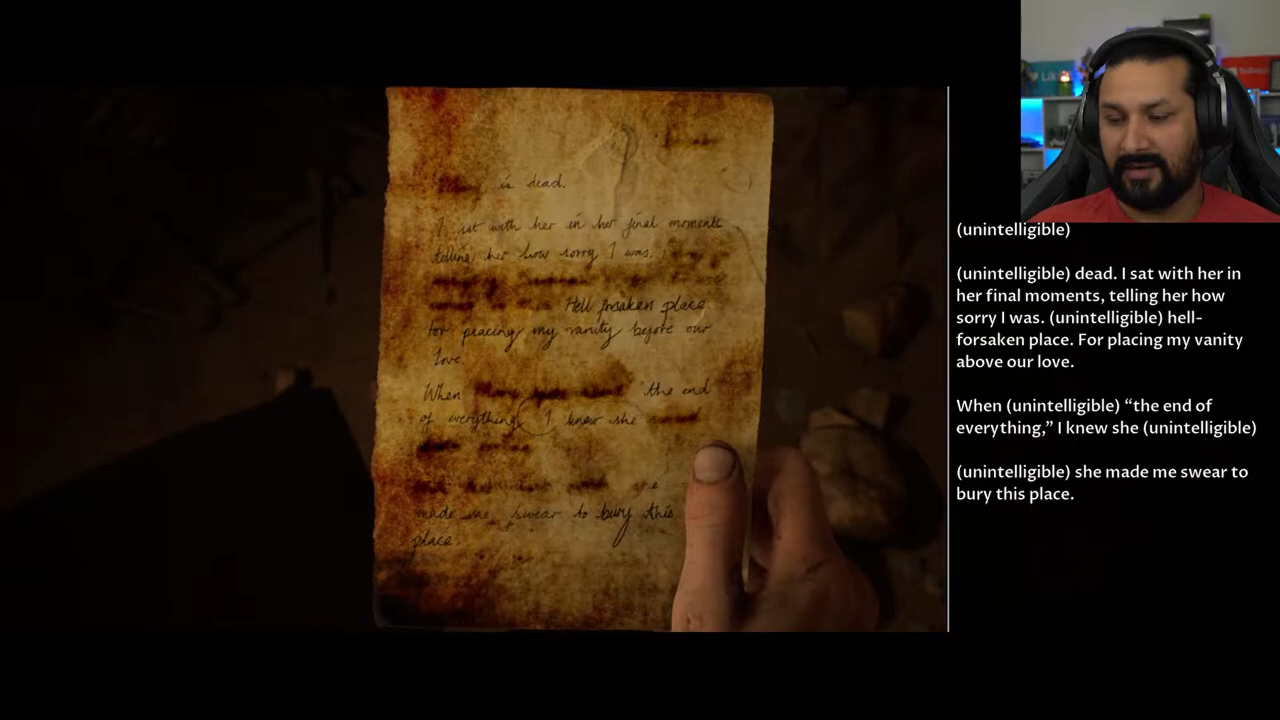 is dead.
I sat with her in her final moments
telling her how sorry I was.
Hell forsaken place
for placing my vanity before our
love
When "the end
of everything" I knew she
she
made me swear to bury this
place.
(unintelligible)
(unintelligible) dead. I sat with her in
her final moments, telling her how
sorry I was. (unintelligible) hell-
forsaken place. For placing my vanity
above our love.
When (unintelligible) “the end of
everything,” I knew she (unintelligible)
(unintelligible) she made me swear to
bury this place.